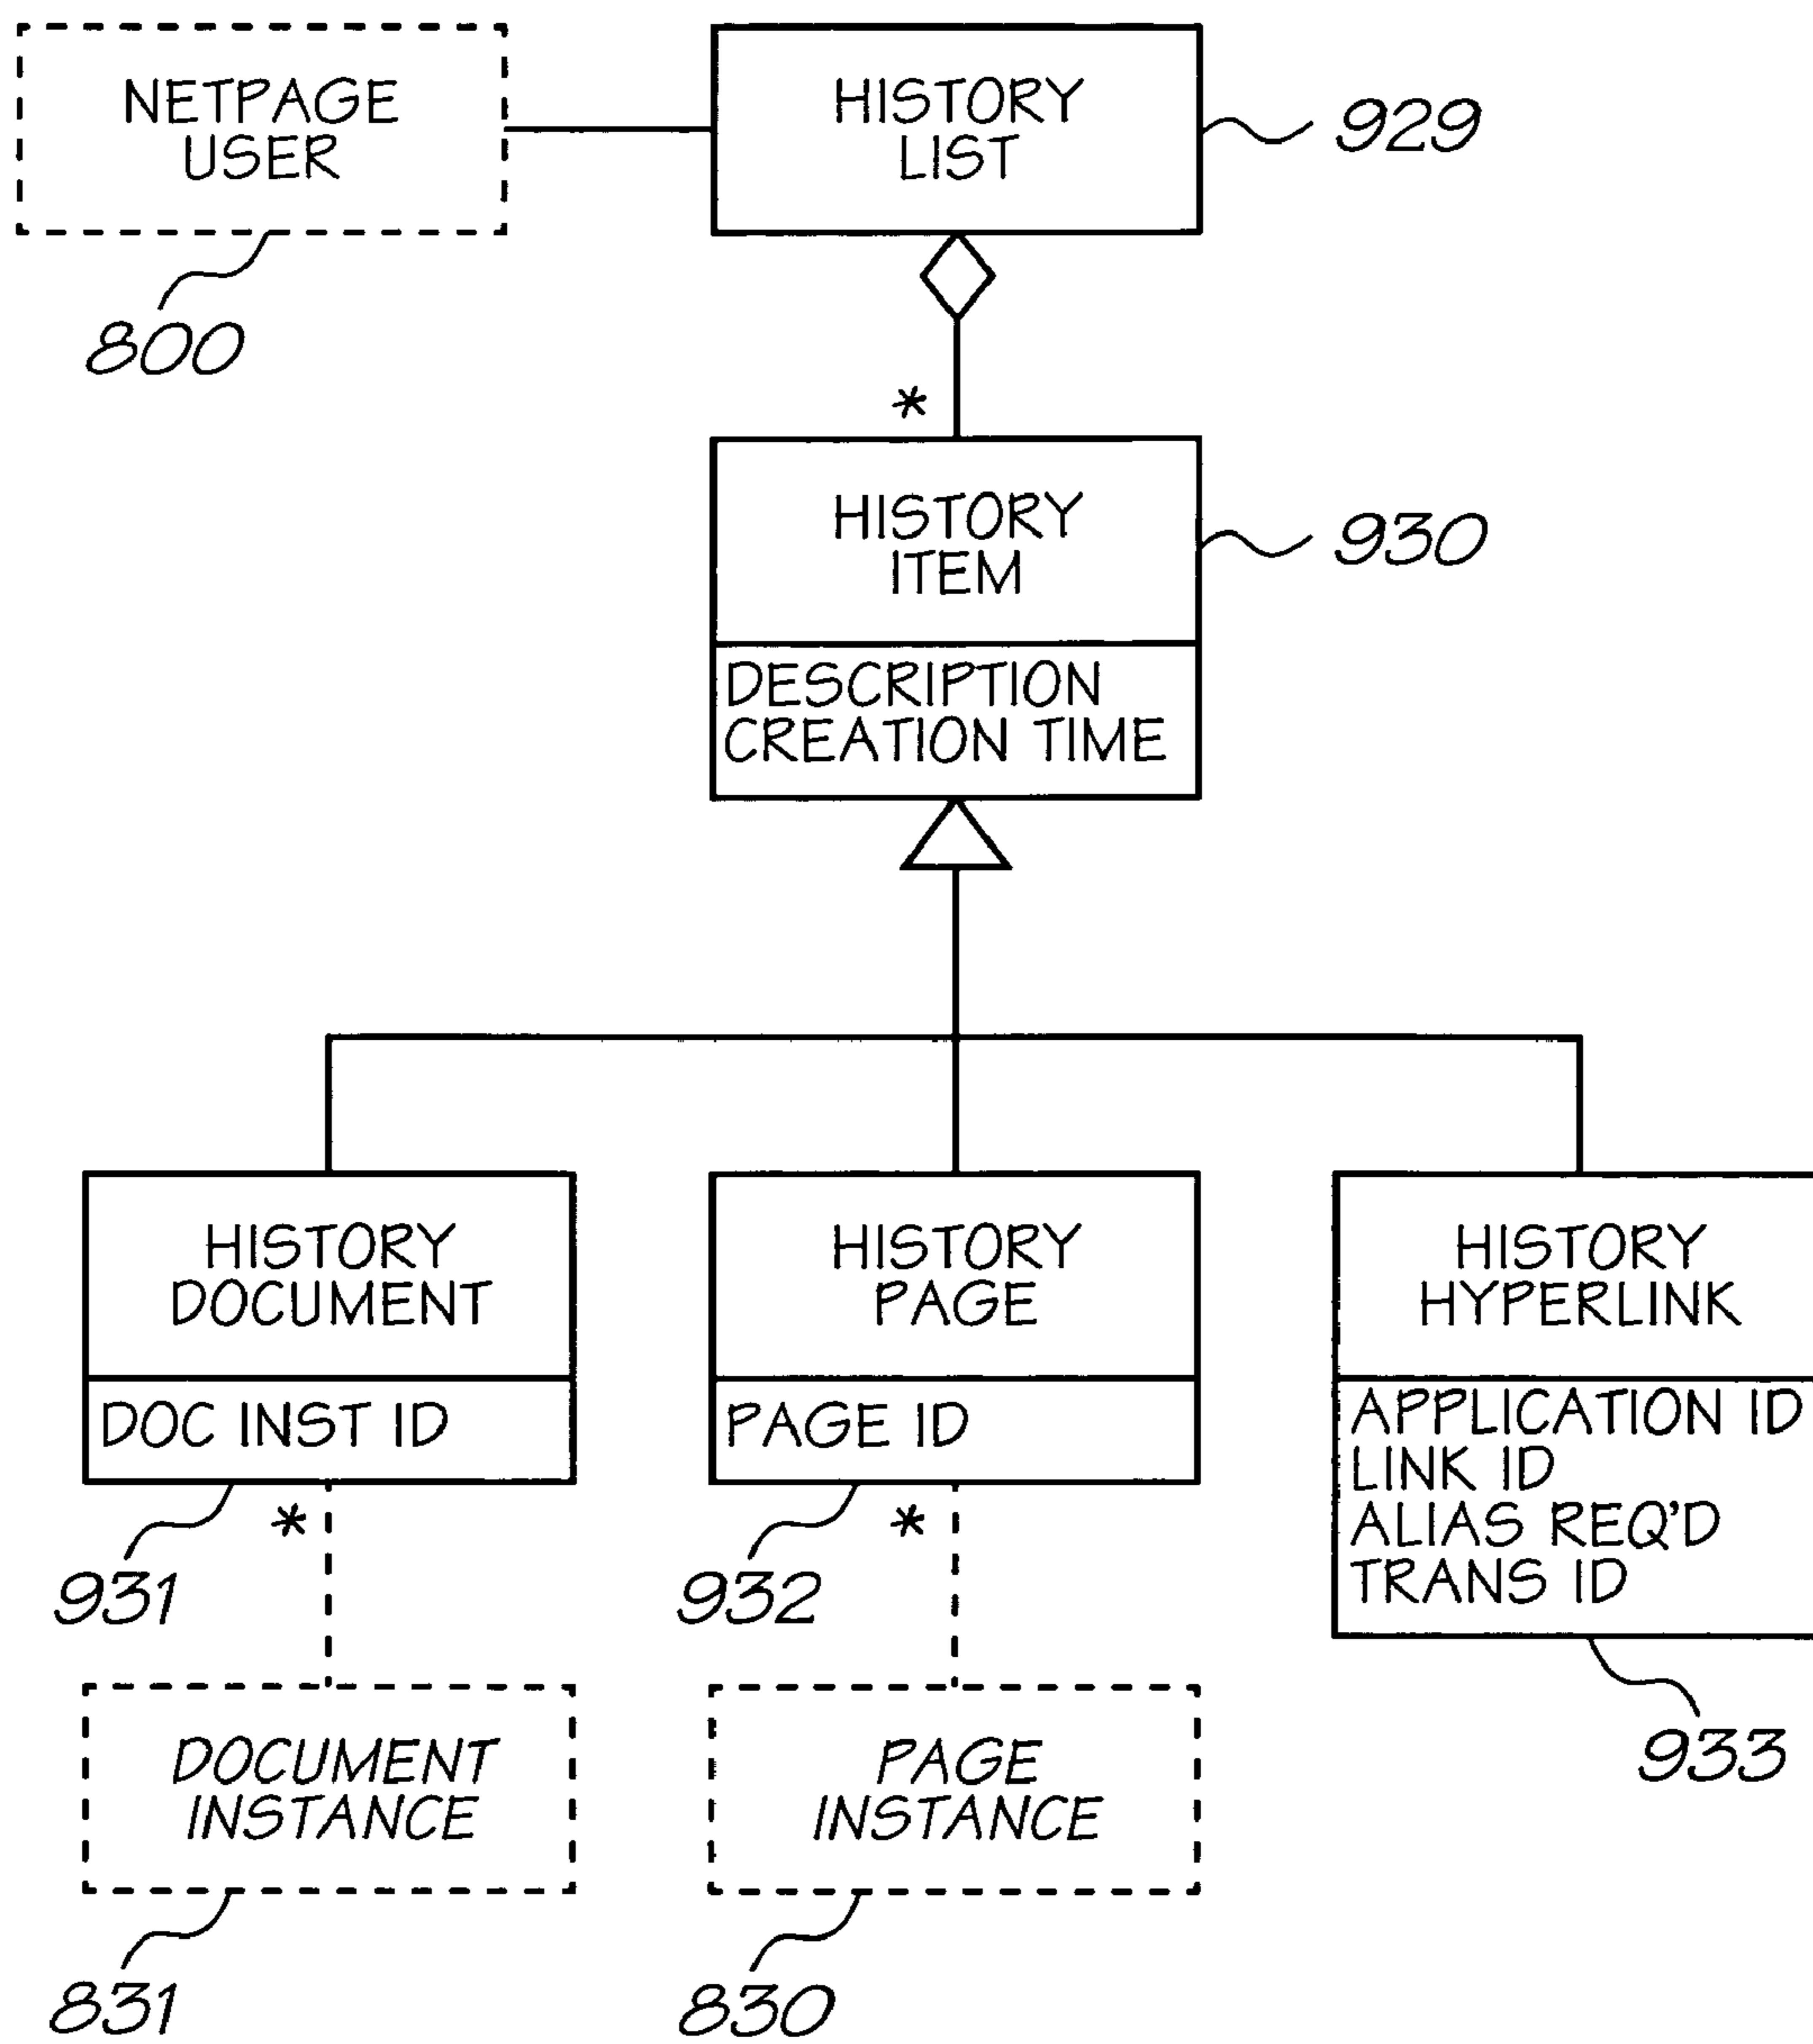 NETPAGE
USER
800
HISTORY
LIST
929
*
HISTORY
ITEM
930
DESCRIPTION
CREATION TIME
HISTORY
DOCUMENT
DOC INST ID
931
*
HISTORY
PAGE
PAGE ID
932
*
HISTORY
HYPERLINK
APPLICATION ID
LINK ID
ALIAS REQ'D
TRANS ID
933
DOCUMENT
INSTANCE
831
PAGE
INSTANCE
830